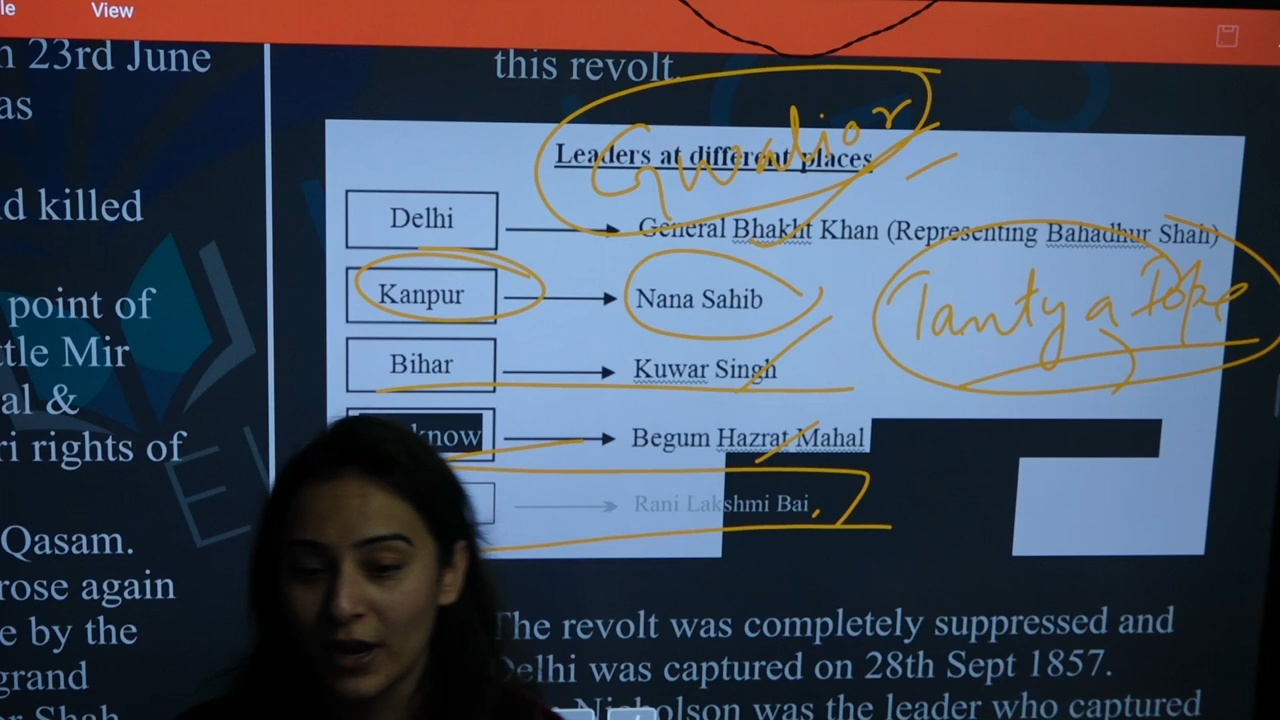 le
View
n 23rd June
as
d killed
point of
ttle Mir
al &
ri rights of
Qasam.
rose again
e by the
grand
this revolt.
Gwalior
Leaders at different places
Delhi General Bhakht Khan (Representing Bahadhur Shah)
Kanpur Nana Sahib
Tantya Tope
Bihar Kuwar Singh
know Begum Hazrat Mahal
Rani Lakshmi Bai
The revolt was completely suppressed and
Delhi was captured on 28th Sept 1857.
Nicholson was the leader who captured